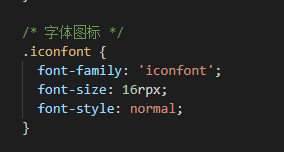 /* 字体图标 */
.iconfont {
  font-family: 'iconfont';
  font-size: 16rpx;
  font-style: normal;
}